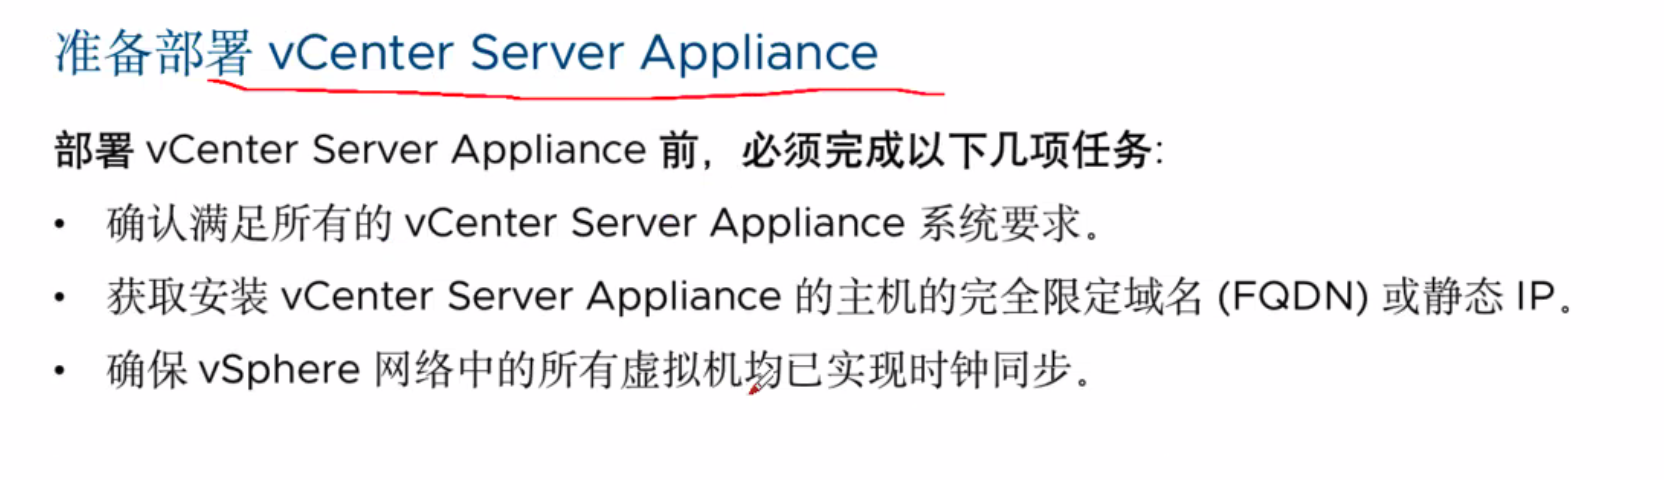 准备部署 vCenter Server Appliance
部署 vCenter Server Appliance 前，必须完成以下几项任务:
• 确认满足所有的 vCenter Server Appliance 系统要求。
• 获取安装 vCenter Server Appliance 的主机的完全限定域名 (FQDN) 或静态 IP。
• 确保 vSphere 网络中的所有虚拟机均已实现时钟同步。